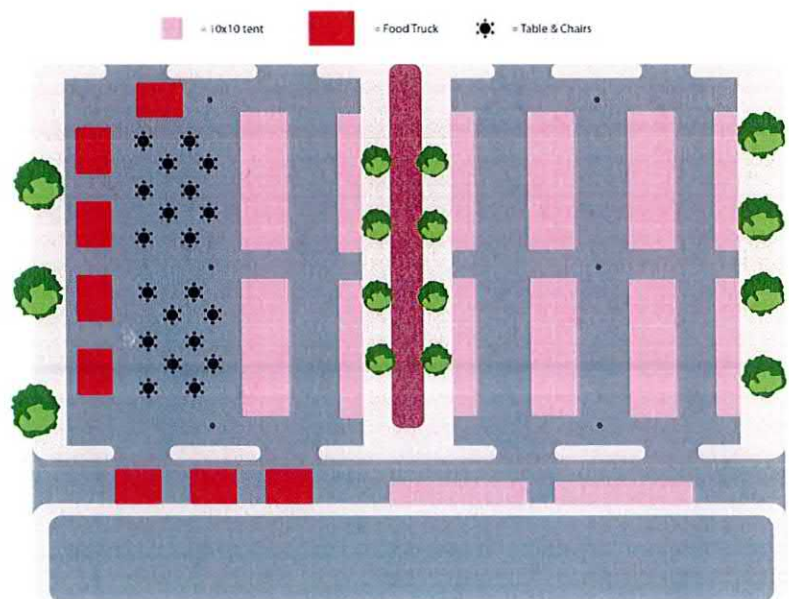 = 10x10 tent
= Food Truck
= Table & Chairs